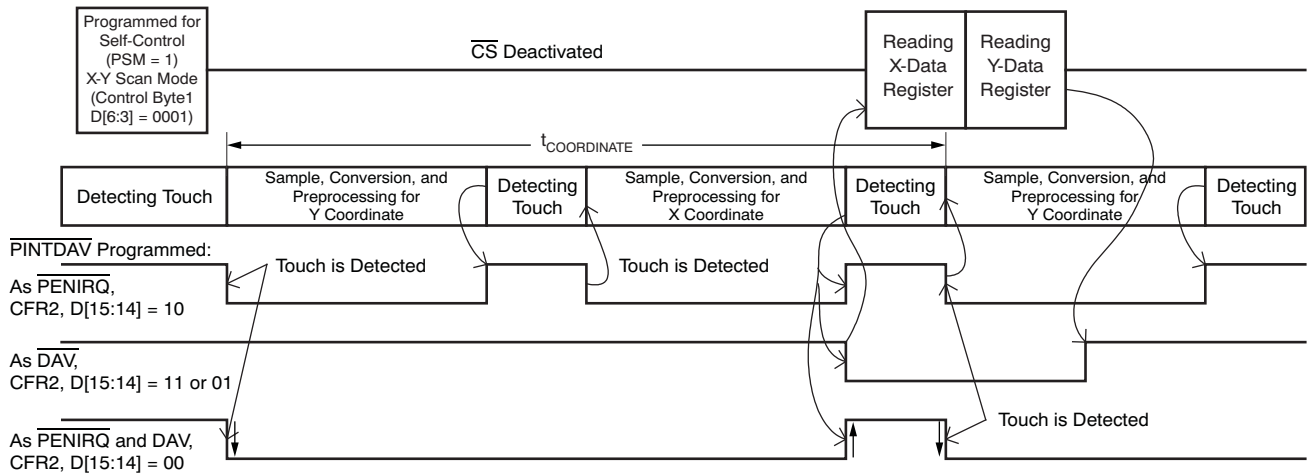 Programmed for
Self-Control
(PSM = 1)
X-Y Scan Mode
(Control Byte1
D[6:3] = 0001)
CS Deactivated
Reading
X-Data
Register
Reading
Y-Data
Register
tCOORDINATE
Detecting Touch
Sample, Conversion, and
Preprocessing for
Y Coordinate
Detecting
Touch
Sample, Conversion, and
Preprocessing for
X Coordinate
Detecting
Touch
Sample, Conversion, and
Preprocessing for
Y Coordinate
Detecting
Touch
PINTDAV Programmed:
Touch is Detected
Touch is Detected
As PENIRQ,
CFR2, D[15:14] = 10
As DAV,
CFR2, D[15:14] = 11 or 01
Touch is Detected
As PENIRQ and DAV,
CFR2, D[15:14] = 00